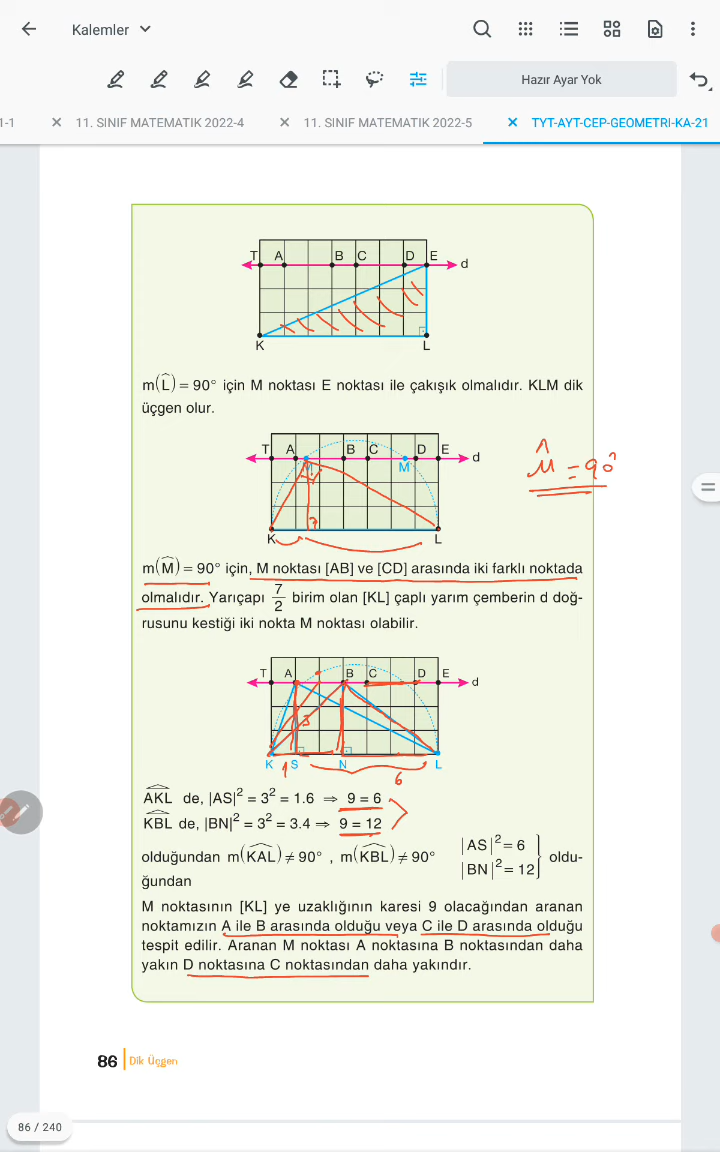 Kalemler
Hazır Ayar Yok
1-1 × 11. SINIF MATEMATIK 2022-4 × 11. SINIF MATEMATIK 2022-5 × TYT-AYT-CEP-GEOMETRI-KA-21
T A B C D E d
K L
m(L̂) = 90° için M noktası E noktası ile çakışık olmalıdır. KLM dik
üçgen olur.
T A B C D E d
M
K L
M̂ = 90°
m(M̂) = 90° için, M noktası [AB] ve [CD] arasında iki farklı noktada
olmalıdır. Yarıçapı 7/2 birim olan [KL] çaplı yarım çemberin d doğ-
rusunu kestiği iki nokta M noktası olabilir.
T A B C D E d
3
K S N L
1 6
AKL de, |AS|² = 3² = 1.6 ⇒ 9 = 6
KBL de, |BN|² = 3² = 3.4 ⇒ 9 = 12
olduğundan m(KAL) ≠ 90° , m(KBL) ≠ 90° |AS|² = 6 |BN|² = 12} oldu-
ğundan
M noktasının [KL] ye uzaklığının karesi 9 olacağından aranan
noktamızın A ile B arasında olduğu veya C ile D arasında olduğu
tespit edilir. Aranan M noktası A noktasına B noktasından daha
yakın D noktasına C noktasından daha yakındır.
86 Dik Üçgen
86 / 240